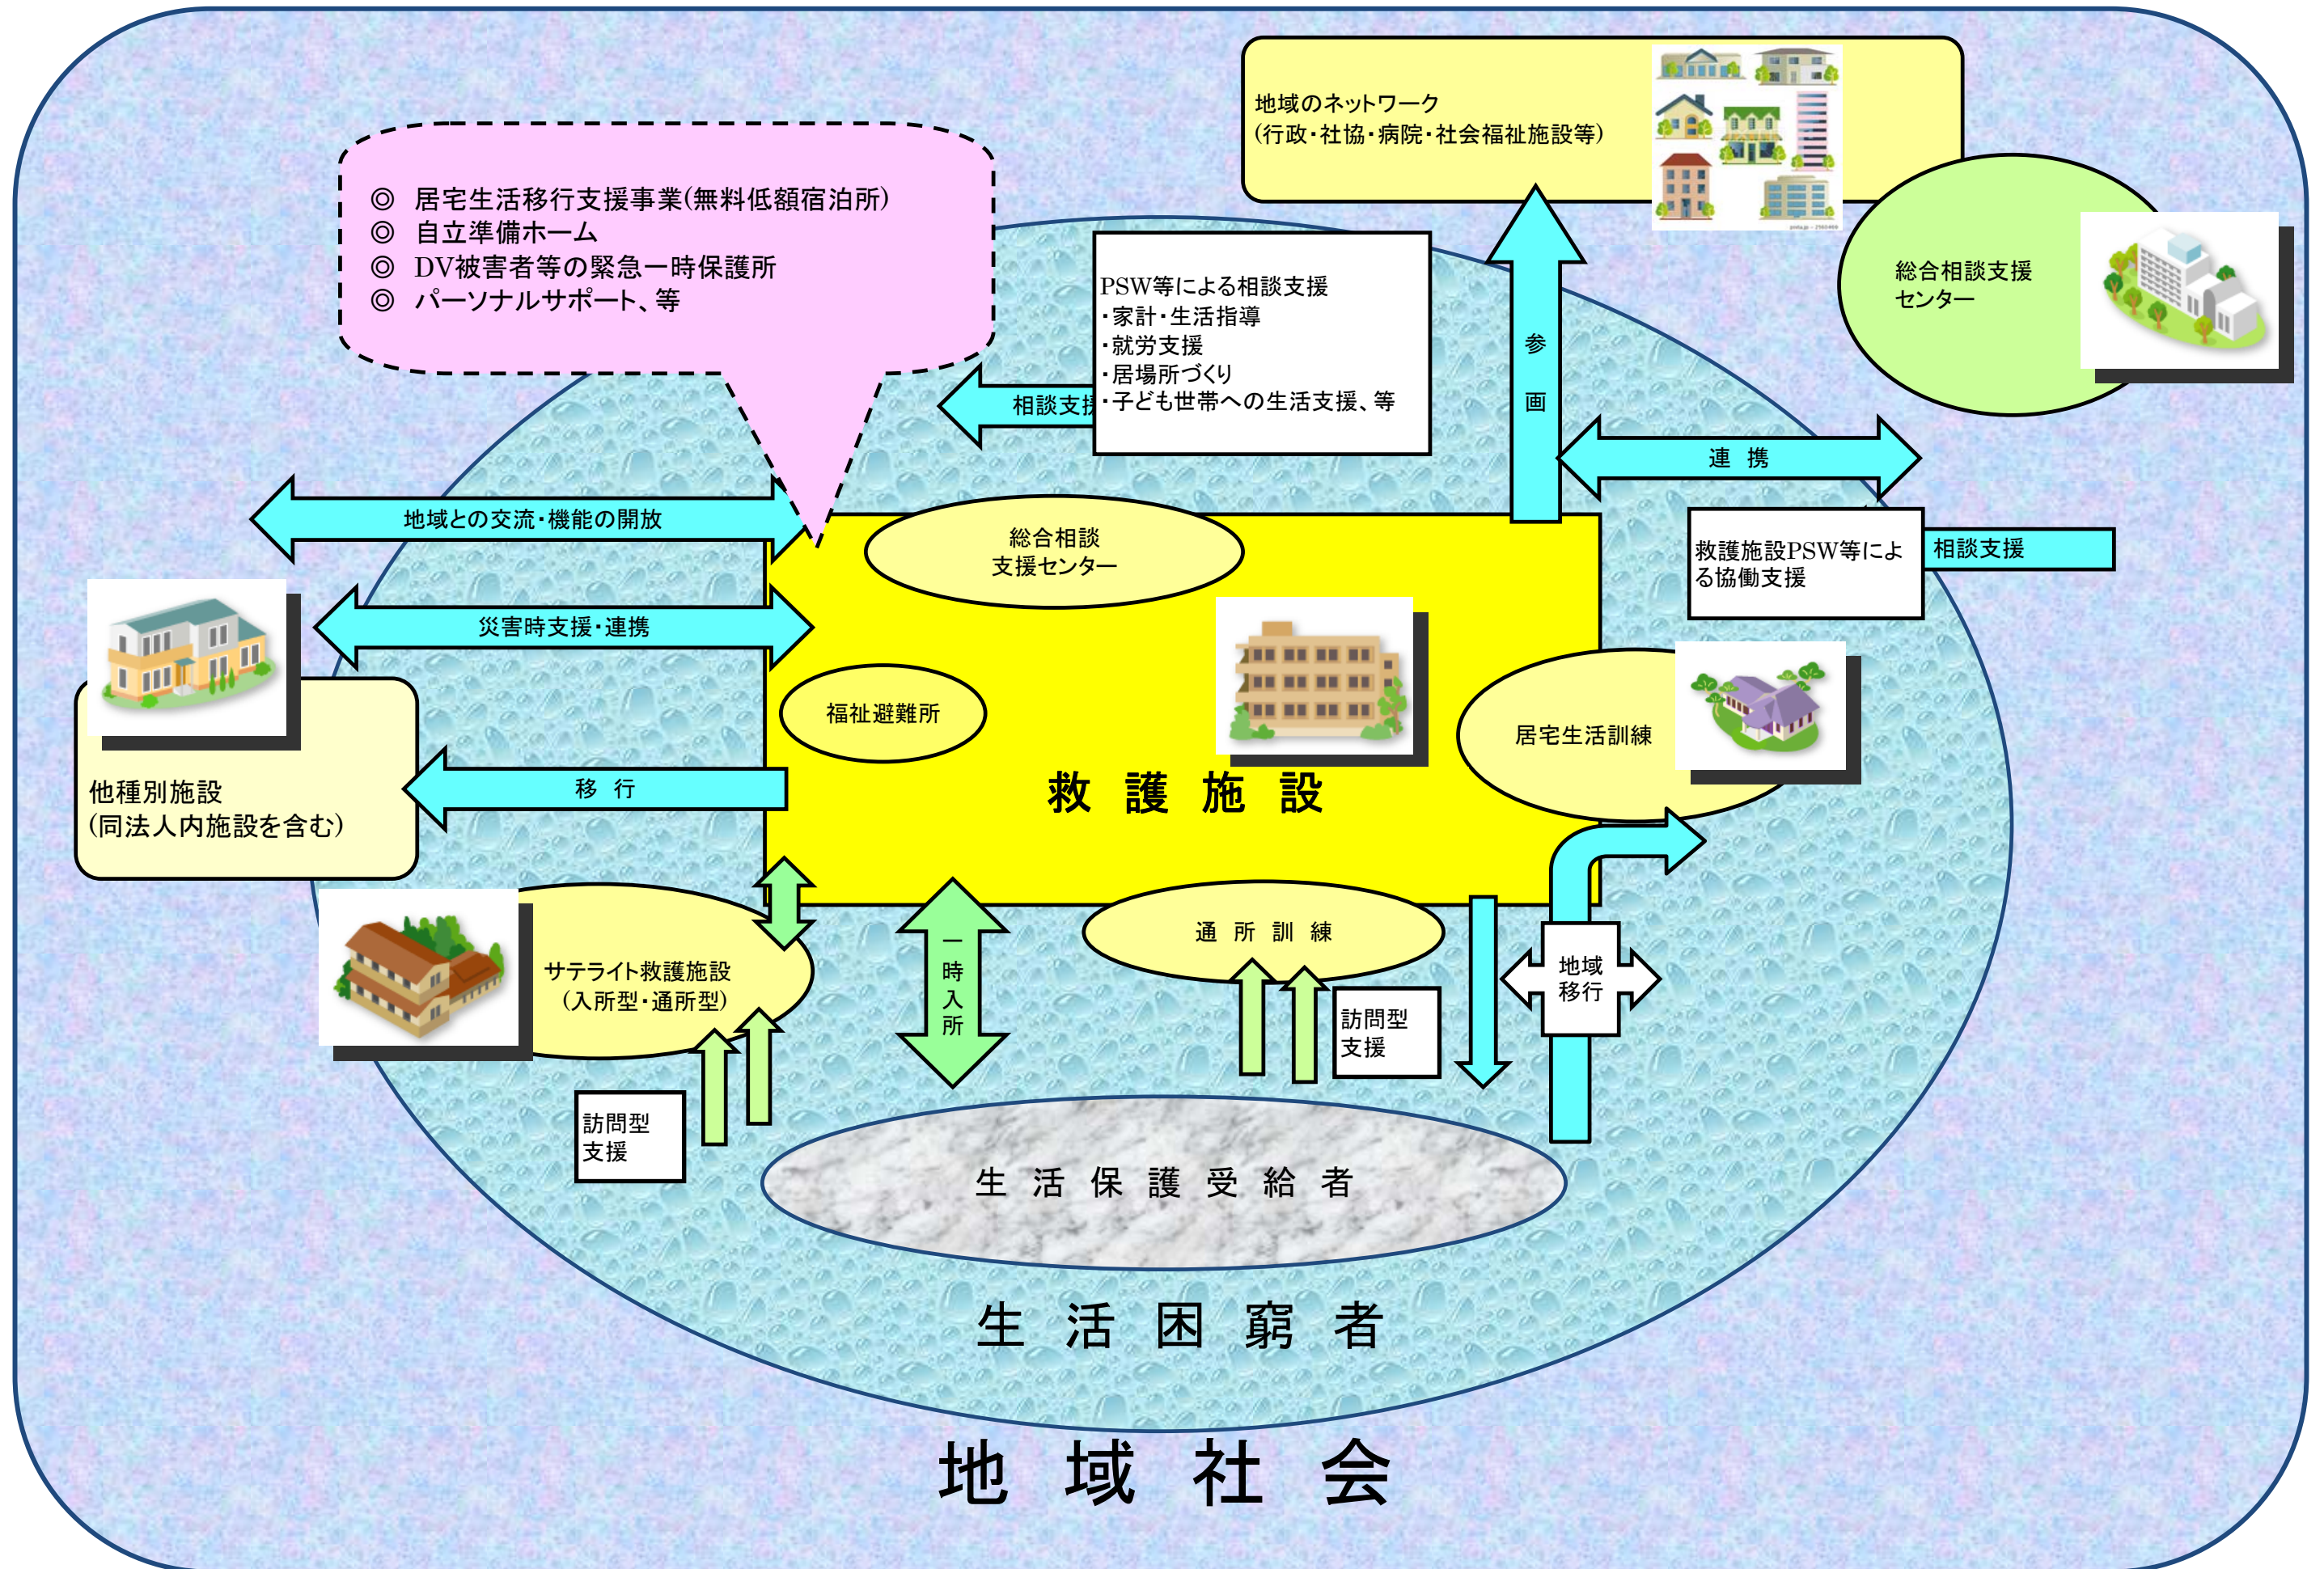 地域のネットワーク
(行政・社協・病院・社会福祉施設等)
◎ 居宅生活移行支援事業(無料低額宿泊所)
◎ 自立準備ホーム
◎ DV被害者等の緊急一時保護所
◎ パーソナルサポート、等
総合相談支援
センター
PSW等による相談支援
・家計・生活指導
・就労支援
・居場所づくり
・子ども世帯への生活支援、等
相談支援
参画
連 携
地域との交流・機能の開放
総合相談
支援センター
救護施設PSW等によ
る協働支援
相談支援
災害時支援・連携
福祉避難所
居宅生活訓練
移 行
救 護 施 設
他種別施設
(同法人内施設を含む)
通 所 訓 練
一時入所
サテライト救護施設
(入所型・通所型)
地域
移行
訪問型
支援
訪問型
支援
生 活 保 護 受 給 者
生 活 困 窮 者
地 域 社 会